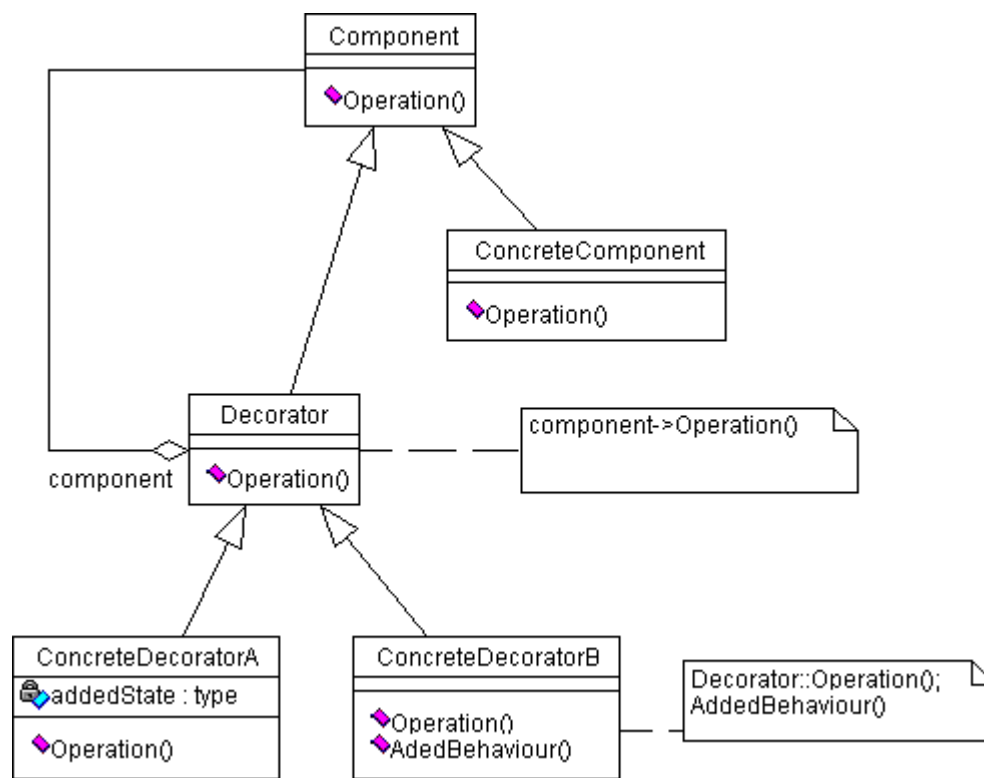 Component
Operation()
ConcreteComponent
Operation()
Decorator
Operation()
component
component->Operation()
ConcreteDecoratorA
addedState : type
Operation()
ConcreteDecoratorB
Operation()
AdedBehaviour()
Decorator::Operation();
AddedBehaviour()